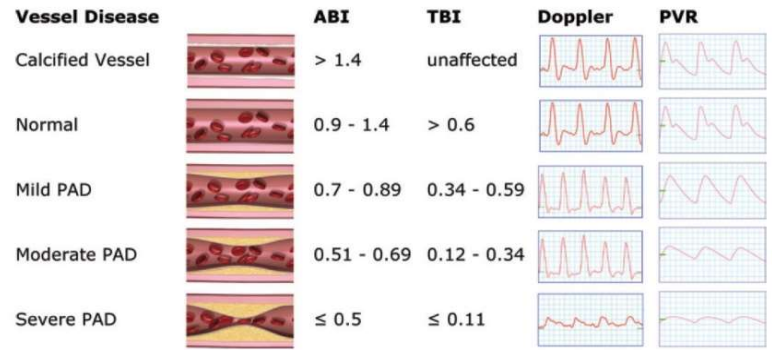 Vessel Disease ABI TBI Doppler PVR
Calcified Vessel > 1.4 unaffected
Normal 0.9 - 1.4 > 0.6
Mild PAD 0.7 - 0.89 0.34 - 0.59
Moderate PAD 0.51 - 0.69 0.12 - 0.34
Severe PAD ≤ 0.5 ≤ 0.11